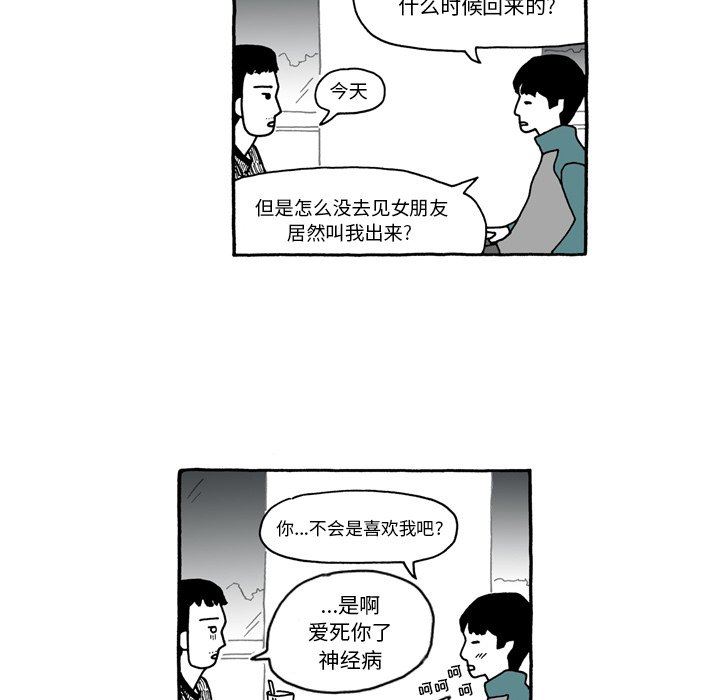 什么时候回来的?
今天
但是怎么没去见女朋友
居然叫我出来?
你...不会是喜欢我吧?
...是啊
爱死你了
神经病
呵呵呵呵